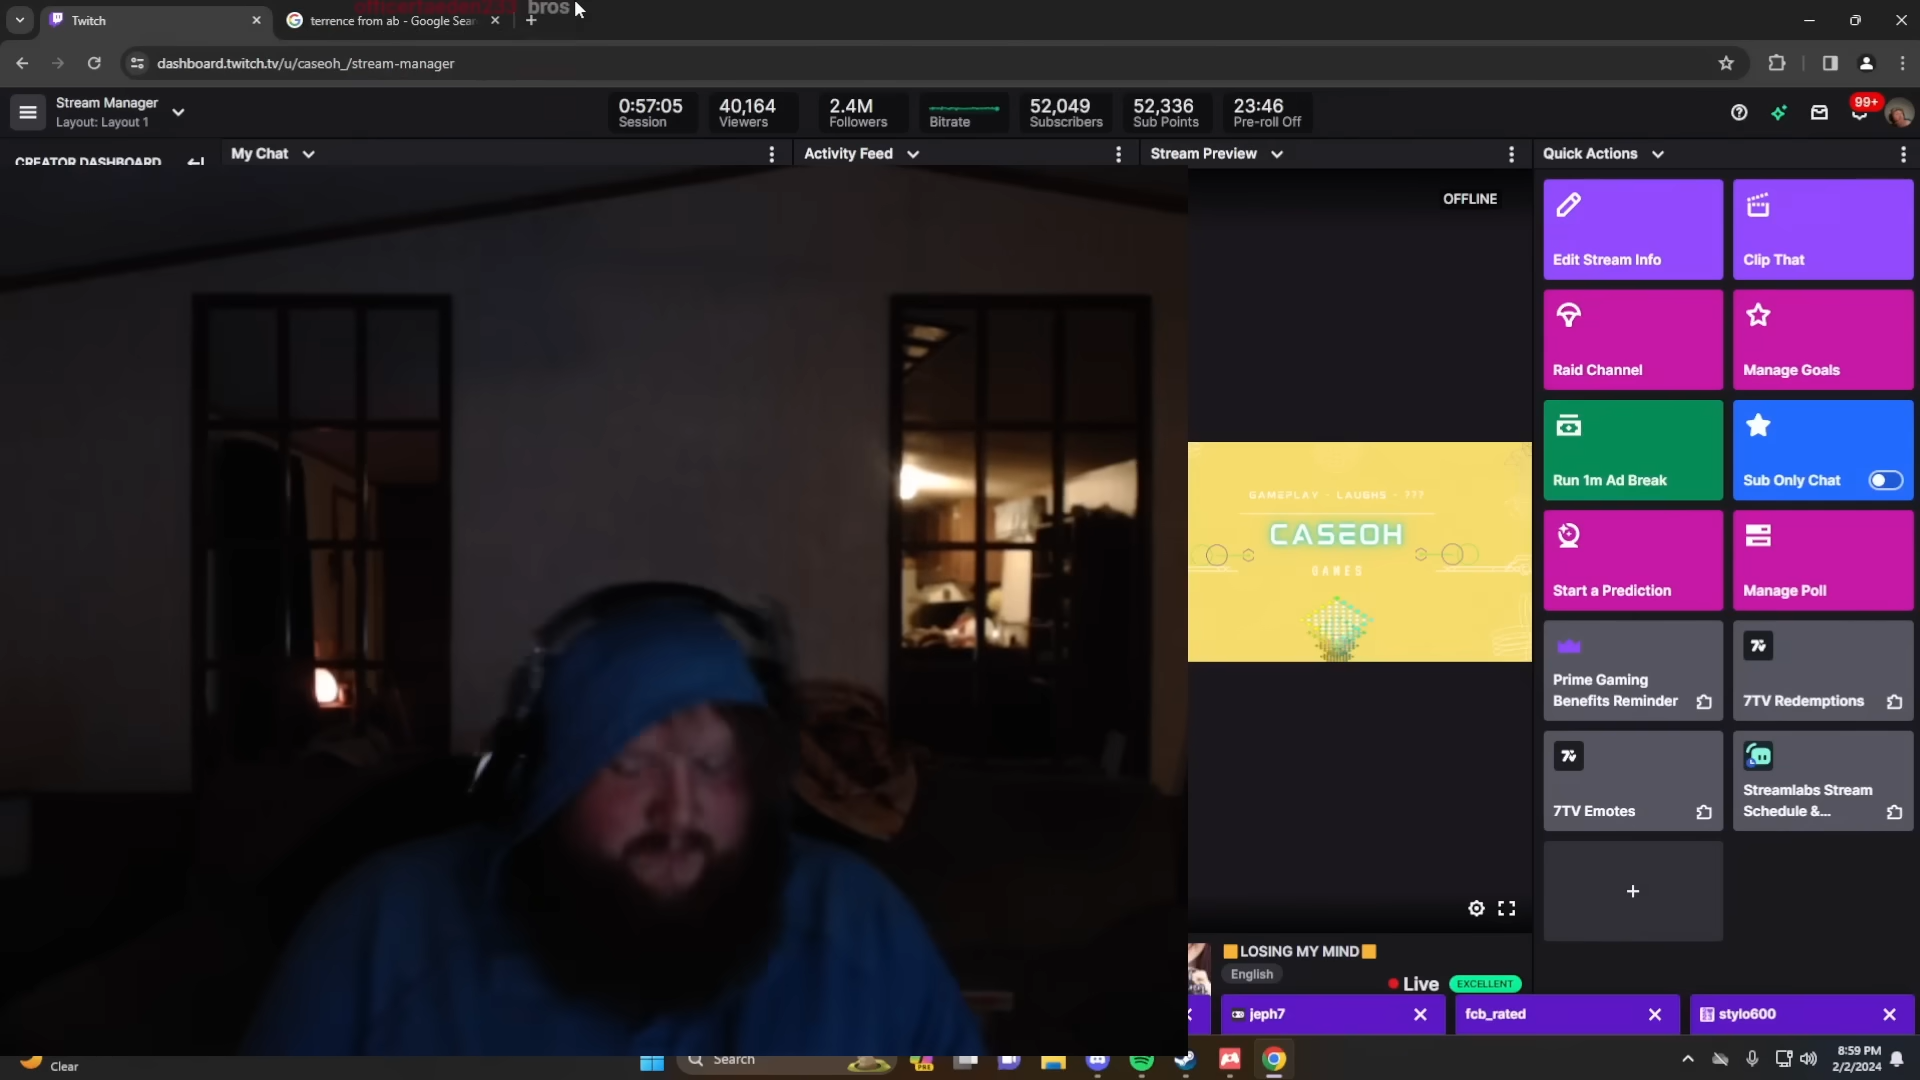 bros
Twitch
terrence from ab - Google Sear
dashboard.twitch.tv/u/caseoh_/stream-manager
Stream Manager
Layout: Layout 1
0:57:05
Session
40,164
Viewers
2.4M
Followers
Bitrate
52,049
Subscribers
52,336
Sub Points
23:46
Pre-roll Off
99+
CREATOR DASHBOARD
My Chat
Activity Feed
Stream Preview
Quick Actions
OFFLINE
Edit Stream Info
Clip That
Raid Channel
Manage Goals
Run 1m Ad Break
Sub Only Chat
Start a Prediction
Manage Poll
Prime Gaming
Benefits Reminder
7TV Redemptions
7TV Emotes
Streamlabs Stream
Schedule &...
GAMEPLAY - LAUGHS - ???
CASEOH
GAMES
LOSING MY MIND
English
Live
EXCELLENT
jeph7
fcb_rated
stylo600
Clear
Search
PRE
8:59 PM
2/2/2024